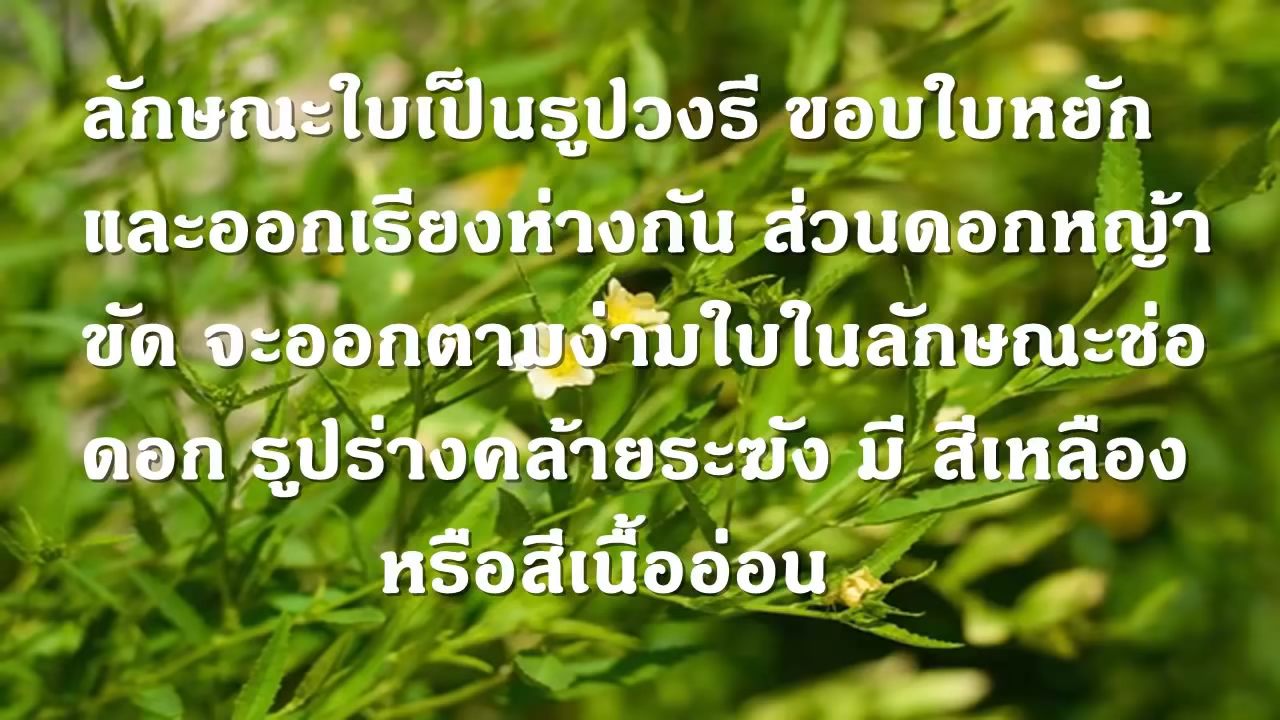 ลักษณะใบเป็นรูปวงรี ขอบใบหยัก
และออกเรียงห่างกัน ส่วนดอกหญ้า
ขัด จะออกตามง่ามใบในลักษณะช่อ
ดอก รูปร่างคล้ายระฆัง มี สีเหลือง
หรือสีเนื้ออ่อน